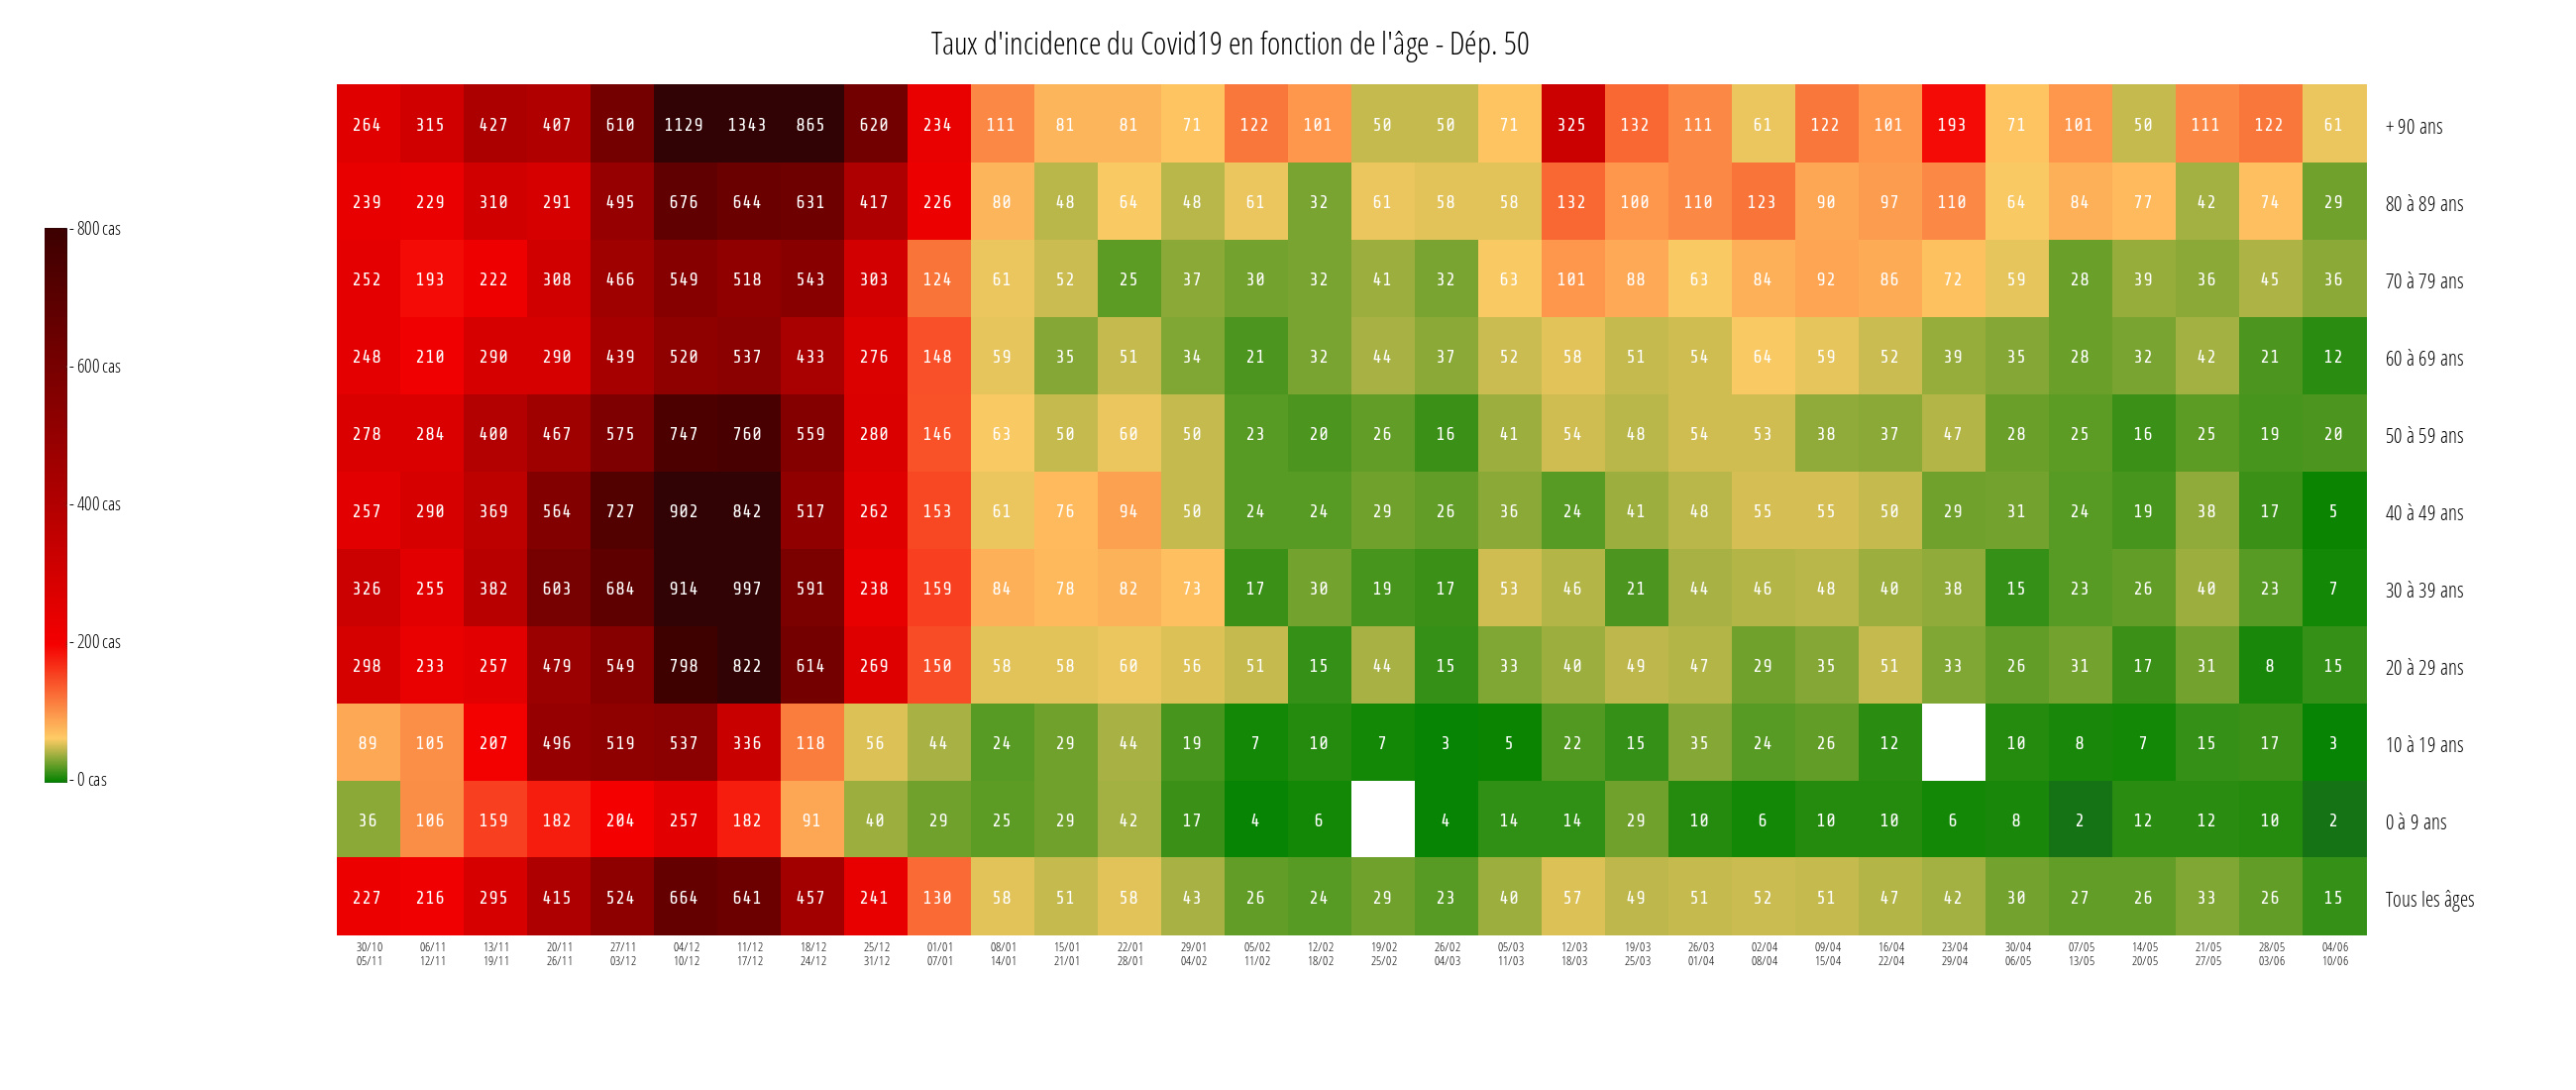 Taux d'incidence du Covid19 en fonction de l'âge - Dép. 50
- 800 cas
- 600 cas
- 400 cas
- 200 cas
- 0 cas
264 315 427 407 610 1129 1343 865 620 234 111 81 81 71 122 101 50 50 71 325 132 111 61 122 101 193 71 101 50 111 122 61 + 90 ans
239 229 310 291 495 676 644 631 417 226 80 48 64 48 61 32 61 58 58 132 100 110 123 90 97 110 64 84 77 42 74 29 80 à 89 ans
252 193 222 308 466 549 518 543 303 124 61 52 25 37 30 32 41 32 63 101 88 63 84 92 86 72 59 28 39 36 45 36 70 à 79 ans
248 210 290 290 439 520 537 433 276 148 59 35 51 34 21 32 44 37 52 58 51 54 64 59 52 39 35 28 32 42 21 12 60 à 69 ans
278 284 400 467 575 747 760 559 280 146 63 50 60 50 23 20 26 16 41 54 48 54 53 38 37 47 28 25 16 25 19 20 50 à 59 ans
257 290 369 564 727 902 842 517 262 153 61 76 94 50 24 24 29 26 36 24 41 48 55 55 50 29 31 24 19 38 17 5 40 à 49 ans
326 255 382 603 684 914 997 591 238 159 84 78 82 73 17 30 19 17 53 46 21 44 46 48 40 38 15 23 26 40 23 7 30 à 39 ans
298 233 257 479 549 798 822 614 269 150 58 58 60 56 51 15 44 15 33 40 49 47 29 35 51 33 26 31 17 31 8 15 20 à 29 ans
89 105 207 496 519 537 336 118 56 44 24 29 44 19 7 10 7 3 5 22 15 35 24 26 12 10 8 7 15 17 3 10 à 19 ans
36 106 159 182 204 257 182 91 40 29 25 29 42 17 4 6 4 14 14 29 10 6 10 10 6 8 2 12 12 10 2 0 à 9 ans
227 216 295 415 524 664 641 457 241 130 58 51 58 43 26 24 29 23 40 57 49 51 52 51 47 42 30 27 26 33 26 15 Tous les âges
30/10 06/11 13/11 20/11 27/11 04/12 11/12 18/12 25/12 01/01 08/01 15/01 22/01 29/01 05/02 12/02 19/02 26/02 05/03 12/03 19/03 26/03 02/04 09/04 16/04 23/04 30/04 07/05 14/05 21/05 28/05 04/06
05/11 12/11 19/11 26/11 03/12 10/12 17/12 24/12 31/12 07/01 14/01 21/01 28/01 04/02 11/02 18/02 25/02 04/03 11/03 18/03 25/03 01/04 08/04 15/04 22/04 29/04 06/05 13/05 20/05 27/05 03/06 10/06